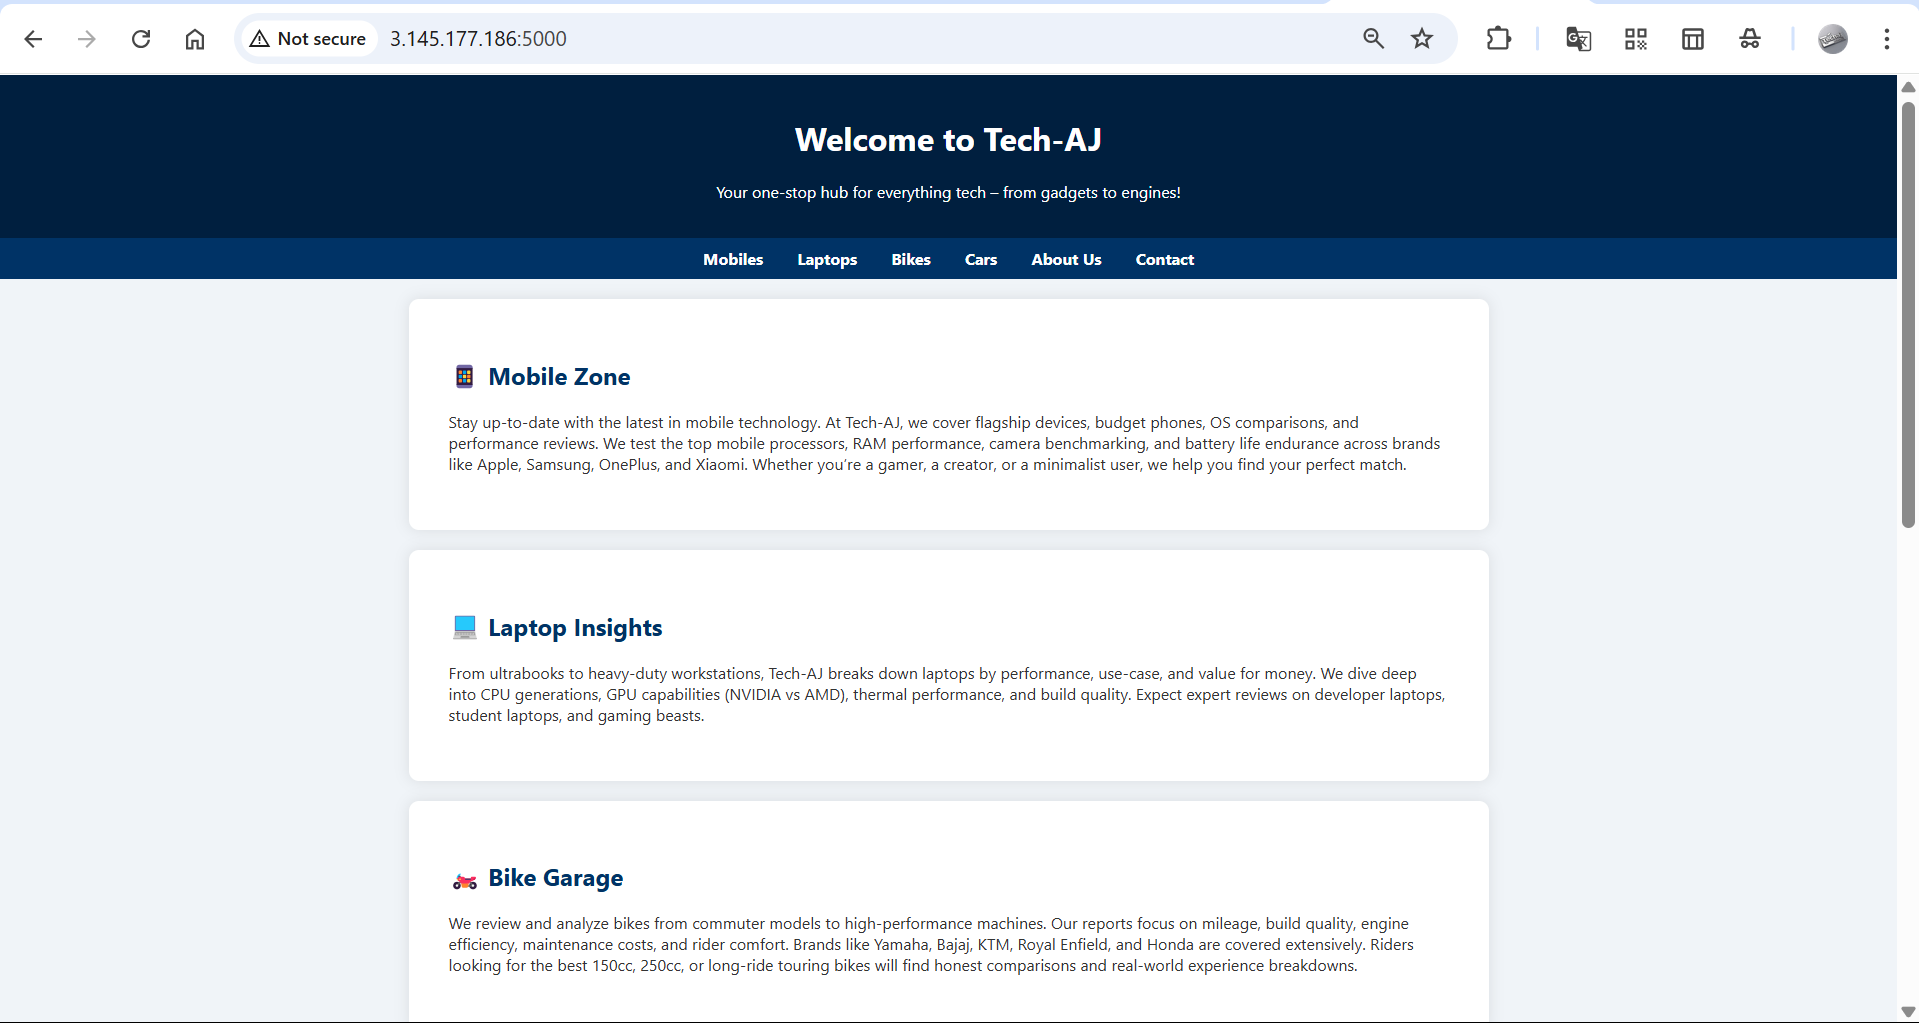 Not secure
3.145.177.186:5000
Welcome to Tech-AJ
Your one-stop hub for everything tech – from gadgets to engines!
Mobiles Laptops Bikes Cars About Us Contact
Mobile Zone
Stay up-to-date with the latest in mobile technology. At Tech-AJ, we cover flagship devices, budget phones, OS comparisons, and
performance reviews. We test the top mobile processors, RAM performance, camera benchmarking, and battery life endurance across brands
like Apple, Samsung, OnePlus, and Xiaomi. Whether you’re a gamer, a creator, or a minimalist user, we help you find your perfect match.
Laptop Insights
From ultrabooks to heavy-duty workstations, Tech-AJ breaks down laptops by performance, use-case, and value for money. We dive deep
into CPU generations, GPU capabilities (NVIDIA vs AMD), thermal performance, and build quality. Expect expert reviews on developer laptops,
student laptops, and gaming beasts.
Bike Garage
We review and analyze bikes from commuter models to high-performance machines. Our reports focus on mileage, build quality, engine
efficiency, maintenance costs, and rider comfort. Brands like Yamaha, Bajaj, KTM, Royal Enfield, and Honda are covered extensively. Riders
looking for the best 150cc, 250cc, or long-ride touring bikes will find honest comparisons and real-world experience breakdowns.